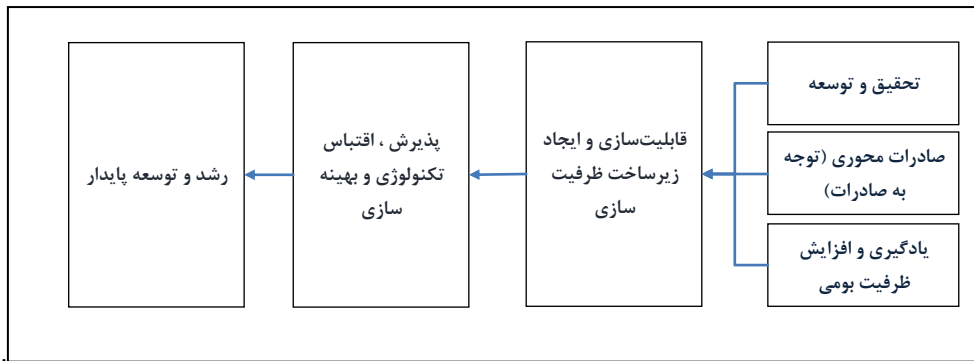 تحقیق و توسعه
صادرات محوری (توجه
به صادرات)
یادگیری و افزایش
ظرفیت بومی
قابلیت‌سازی و ایجاد
زیرساخت ظرفیت
سازی
پذیرش ، اقتباس
تکنولوژی و بهینه
سازی
رشد و توسعه پایدار